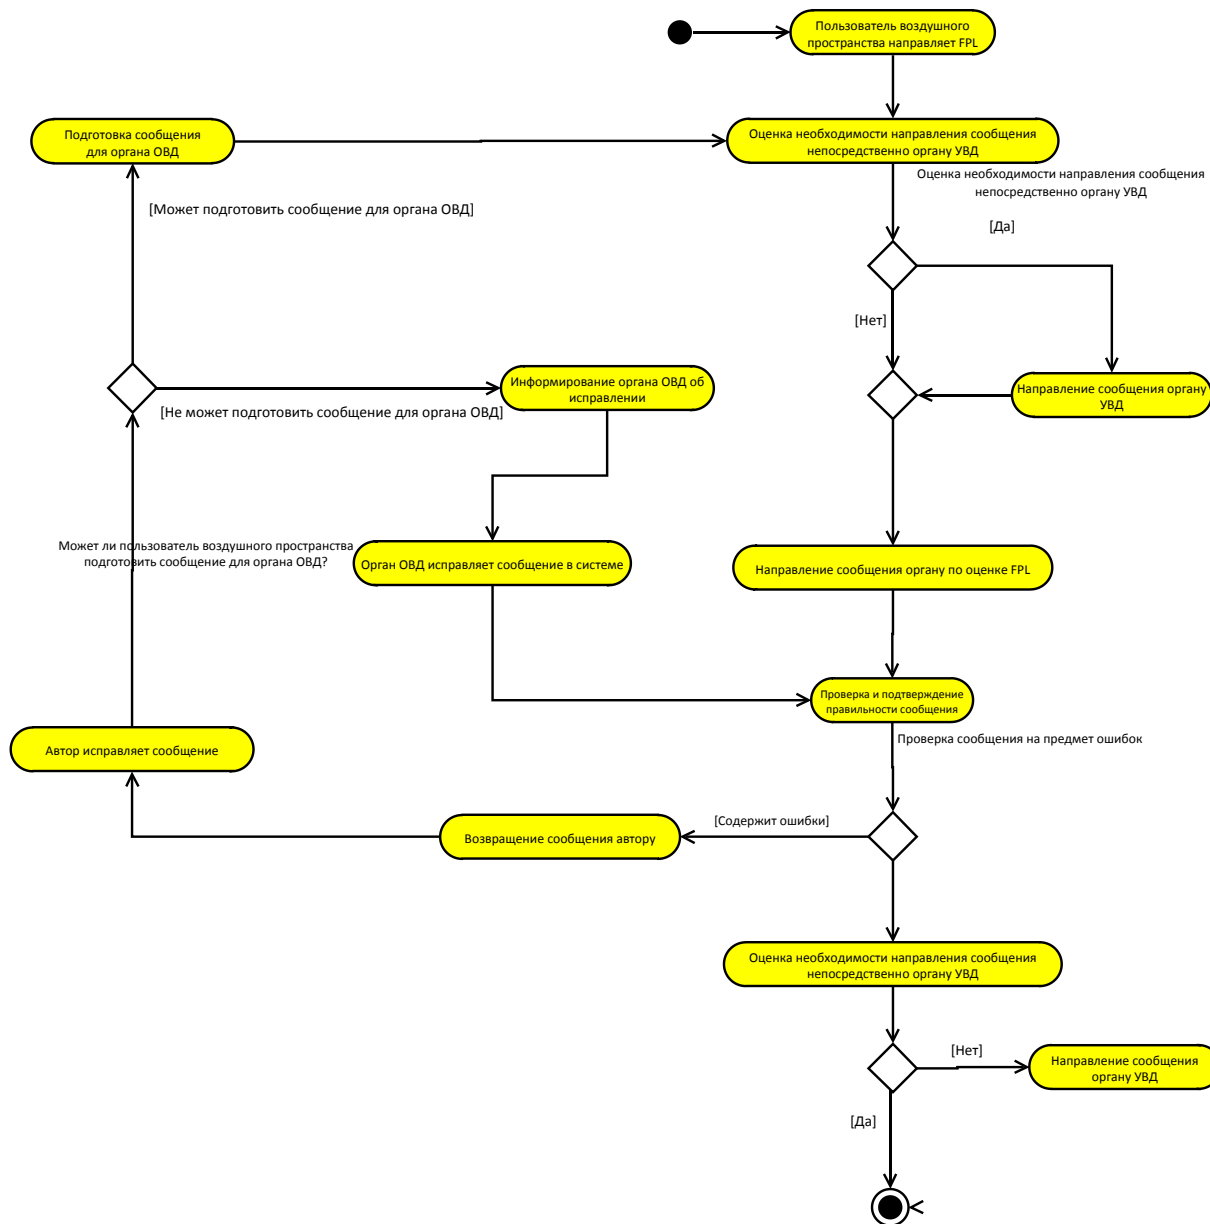 Пользователь воздушного
пространства направляет FPL
Подготовка сообщения
для органа ОВД
Оценка необходимости направления сообщения
непосредственно органу УВД
Оценка необходимости направления сообщения
непосредственно органу УВД
[Может подготовить сообщение для органа ОВД]
[Да]
[Нет]
Информирование органа ОВД об
исправлении
Направление сообщения органу
УВД
[Не может подготовить сообщение для органа ОВД]
Может ли пользователь воздушного пространства
подготовить сообщение для органа ОВД?
Орган ОВД исправляет сообщение в системе
Направление сообщения органу по оценке FPL
Проверка и подтверждение
правильности сообщения
Проверка сообщения на предмет ошибок
Автор исправляет сообщение
[Содержит ошибки]
Возвращение сообщения автору
Оценка необходимости направления сообщения
непосредственно органу УВД
[Нет]
Направление сообщения
органу УВД
[Да]